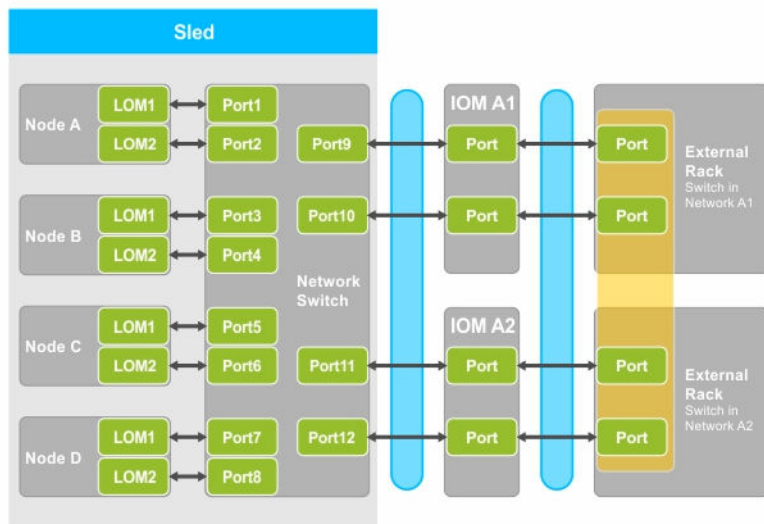 Sled
Node A
LOM1
LOM2
Port1
Port2
Node B
LOM1
LOM2
Port3
Port4
Node C
LOM1
LOM2
Port5
Port6
Node D
LOM1
LOM2
Port7
Port8
Network
Switch
Port9
Port10
Port11
Port12
IOM A1
Port
Port
IOM A2
Port
Port
Port
Port
External
Rack
Switch in
Network A1
Port
Port
External
Rack
Switch in
Network A2